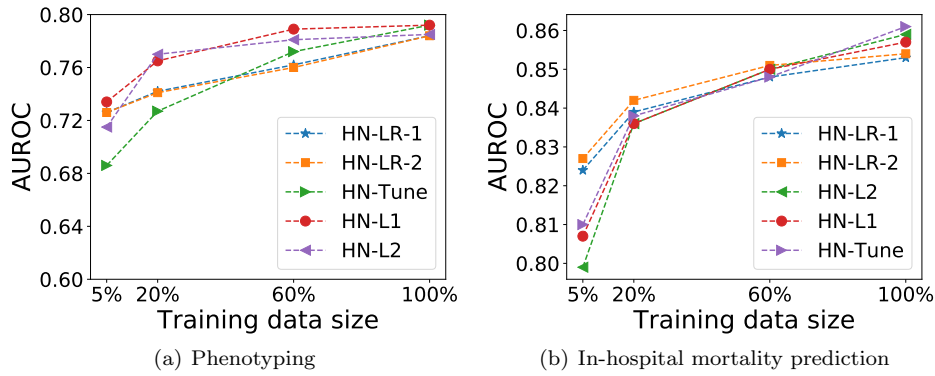 0.80
0.76
0.72
0.68
0.64
0.60
AUROC
5% 20% 60% 100%
Training data size
HN-LR-1
HN-LR-2
HN-Tune
HN-L1
HN-L2
(a) Phenotyping
0.86
0.85
0.84
0.83
0.82
0.81
0.80
AUROC
5% 20% 60% 100%
Training data size
HN-LR-1
HN-LR-2
HN-L2
HN-L1
HN-Tune
(b) In-hospital mortality prediction